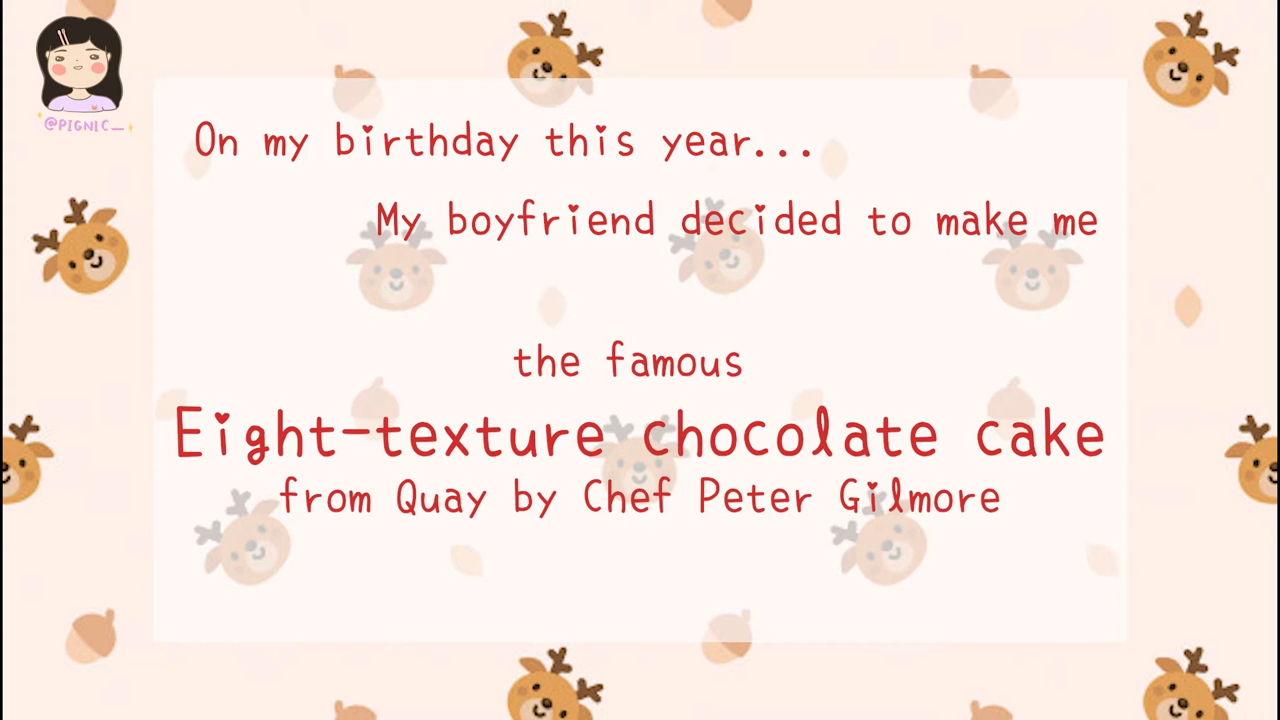 @PIGNIC_
On my birthday this year...
My boyfriend decided to make me
the famous
Eight-texture chocolate cake
from Quay by Chef Peter Gilmore